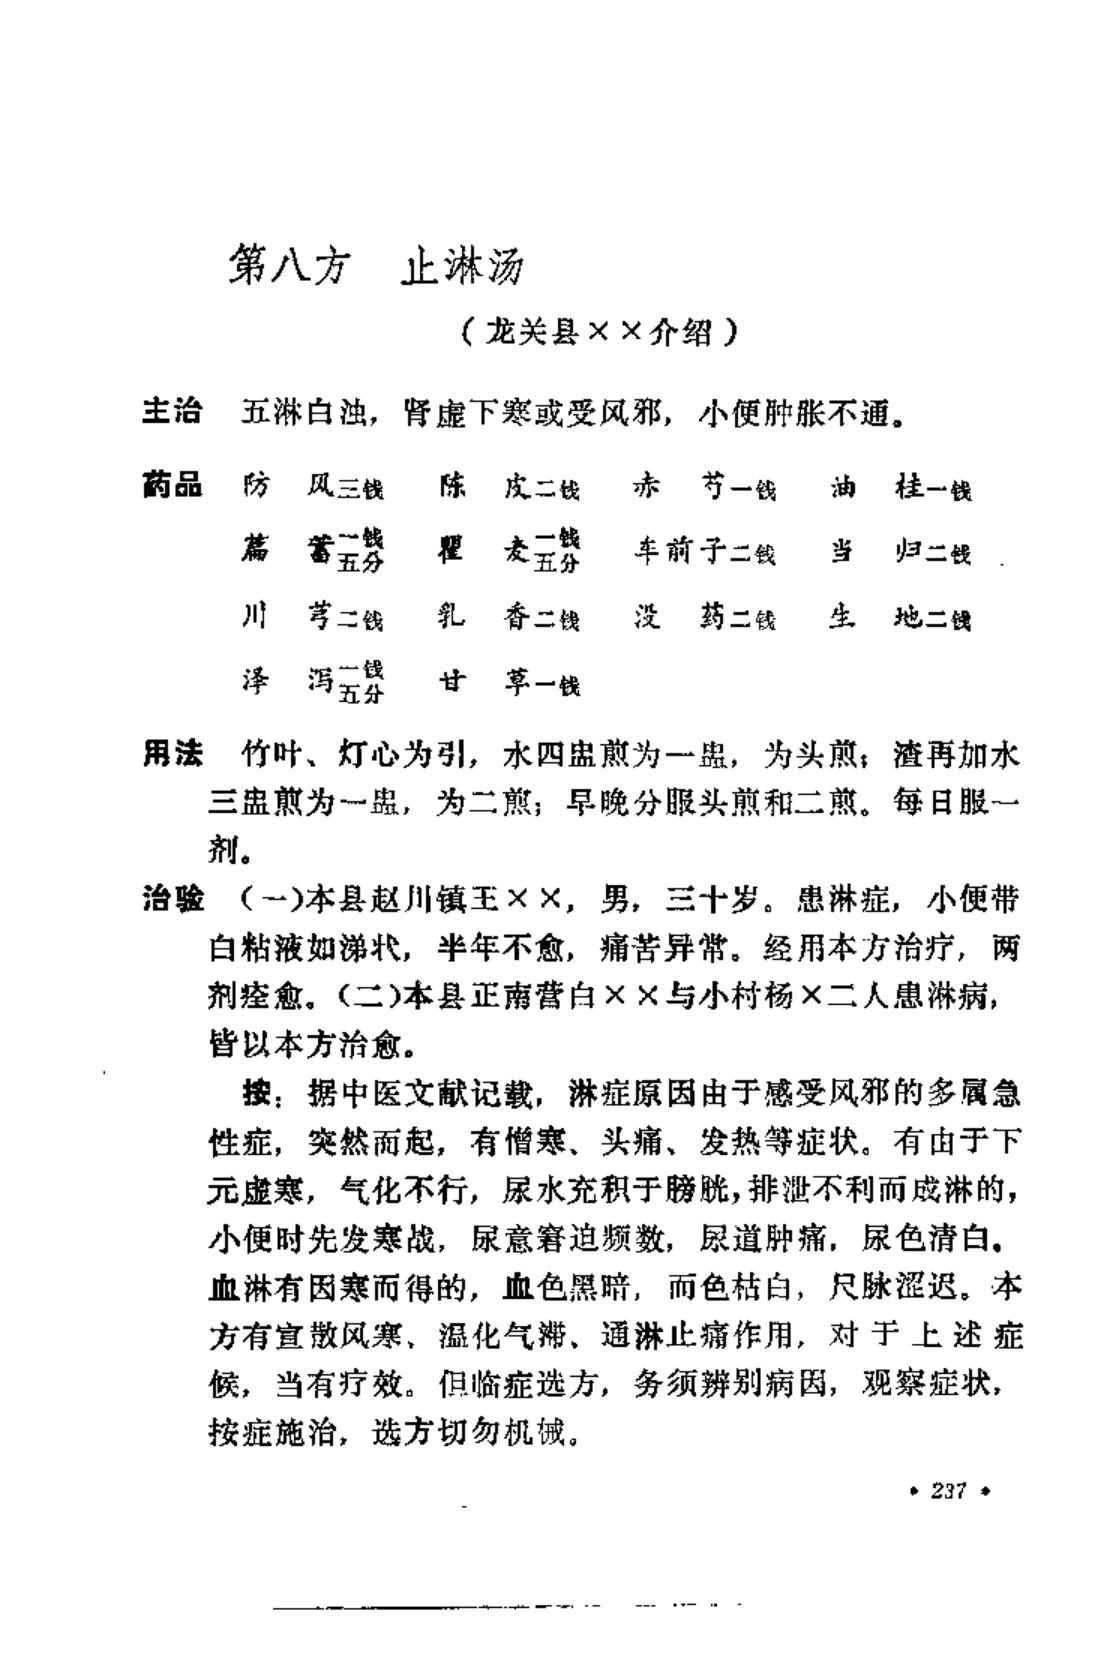 第八方 止淋汤
（龙关县××介绍）
主治 五淋白浊，肾虚下寒或受风邪，小便肿胀不通。
药品 防风三钱 陈皮二钱 赤芍一钱 油桂一钱
萹蓄一钱五分 瞿麦一钱五分 车前子二钱 当归二钱
川芎二钱 乳香二钱 没药二钱 生地二钱
泽泻一钱五分 甘草一钱
用法 竹叶、灯心为引，水四盅煎为一盅，为头煎；渣再加水
三盅煎为一盅，为二煎；早晚分服头煎和二煎。每日服一
剂。
治验 （一）本县赵川镇王××，男，三十岁。患淋症，小便带
白粘液如涕状，半年不愈，痛苦异常。经用本方治疗，两
剂痊愈。（二）本县正南营白××与小村杨×二人患淋病，
皆以本方治愈。
按：据中医文献记载，淋症原因由于感受风邪的多属急
性症，突然而起，有憎寒、头痛、发热等症状。有由于下
元虚寒，气化不行，尿水充积于膀胱，排泄不利而成淋的，
小便时先发寒战，尿意窘迫频数，尿道肿痛，尿色清白。
血淋有因寒而得的，血色黑暗，而色枯白，尺脉涩迟。本
方有宣散风寒、温化气滞、通淋止痛作用，对于上述症
候，当有疗效。但临症选方，务须辨别病因，观察症状，
按症施治，选方切勿机械。
• 237 •